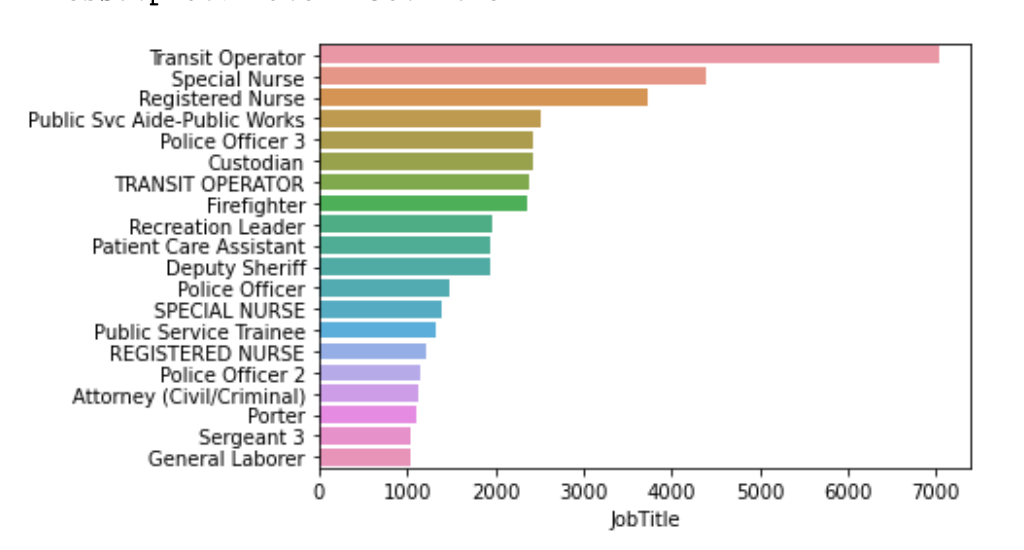 Transit Operator
Special Nurse
Registered Nurse
Public Svc Aide-Public Works
Police Officer 3
Custodian
TRANSIT OPERATOR
Firefighter
Recreation Leader
Patient Care Assistant
Deputy Sheriff
Police Officer
SPECIAL NURSE
Public Service Trainee
REGISTERED NURSE
Police Officer 2
Attorney (Civil/Criminal)
Porter
Sergeant 3
General Laborer
0 1000 2000 3000 4000 5000 6000 7000
JobTitle